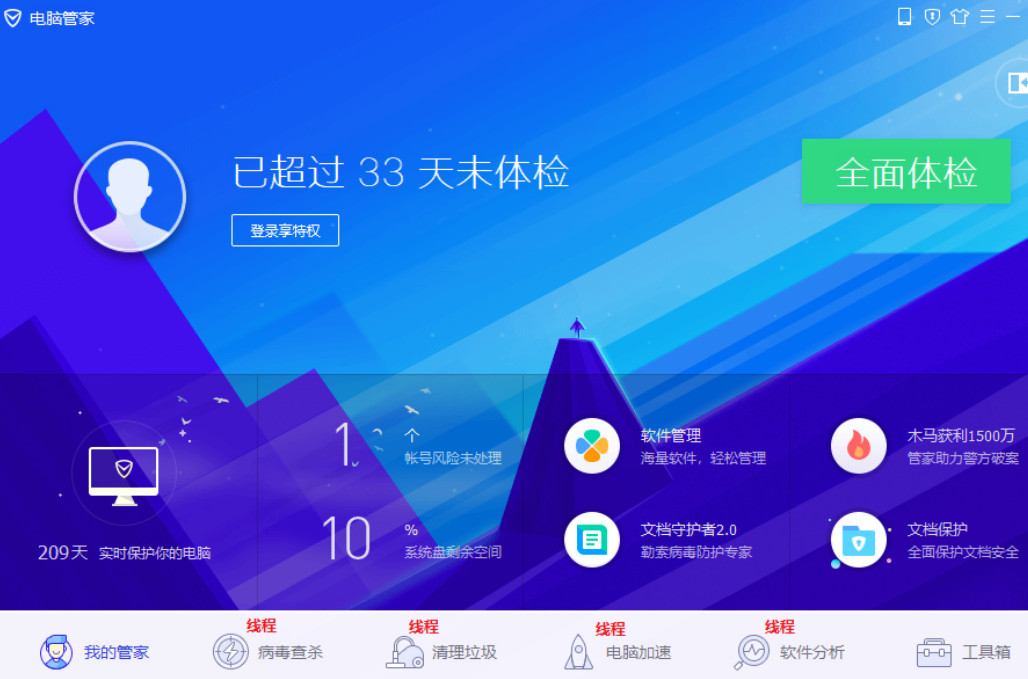 电脑管家
已超过 33 天未体检
全面体检
登录享特权
1 个
帐号风险未处理
软件管理
海量软件，轻松管理
木马获利1500万
管家助力警方破案
10 %
系统盘剩余空间
文档守护者2.0
勒索病毒防护专家
文档保护
全面保护文档安全
209天 实时保护你的电脑
线程
线程
线程
线程
我的管家
病毒查杀
清理垃圾
电脑加速
软件分析
工具箱